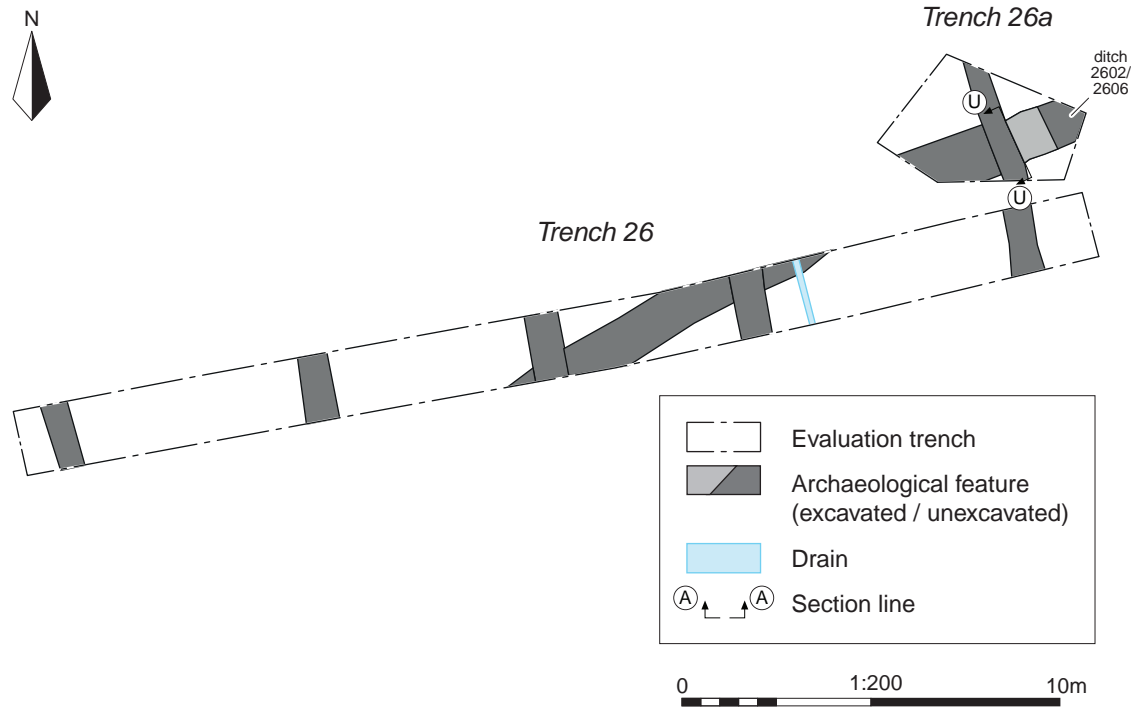 N
Trench 26a
ditch
2602/
2606
U
U
Trench 26
Evaluation trench
Archaeological feature
(excavated / unexcavated)
Drain
A A Section line
0 1:200 10m